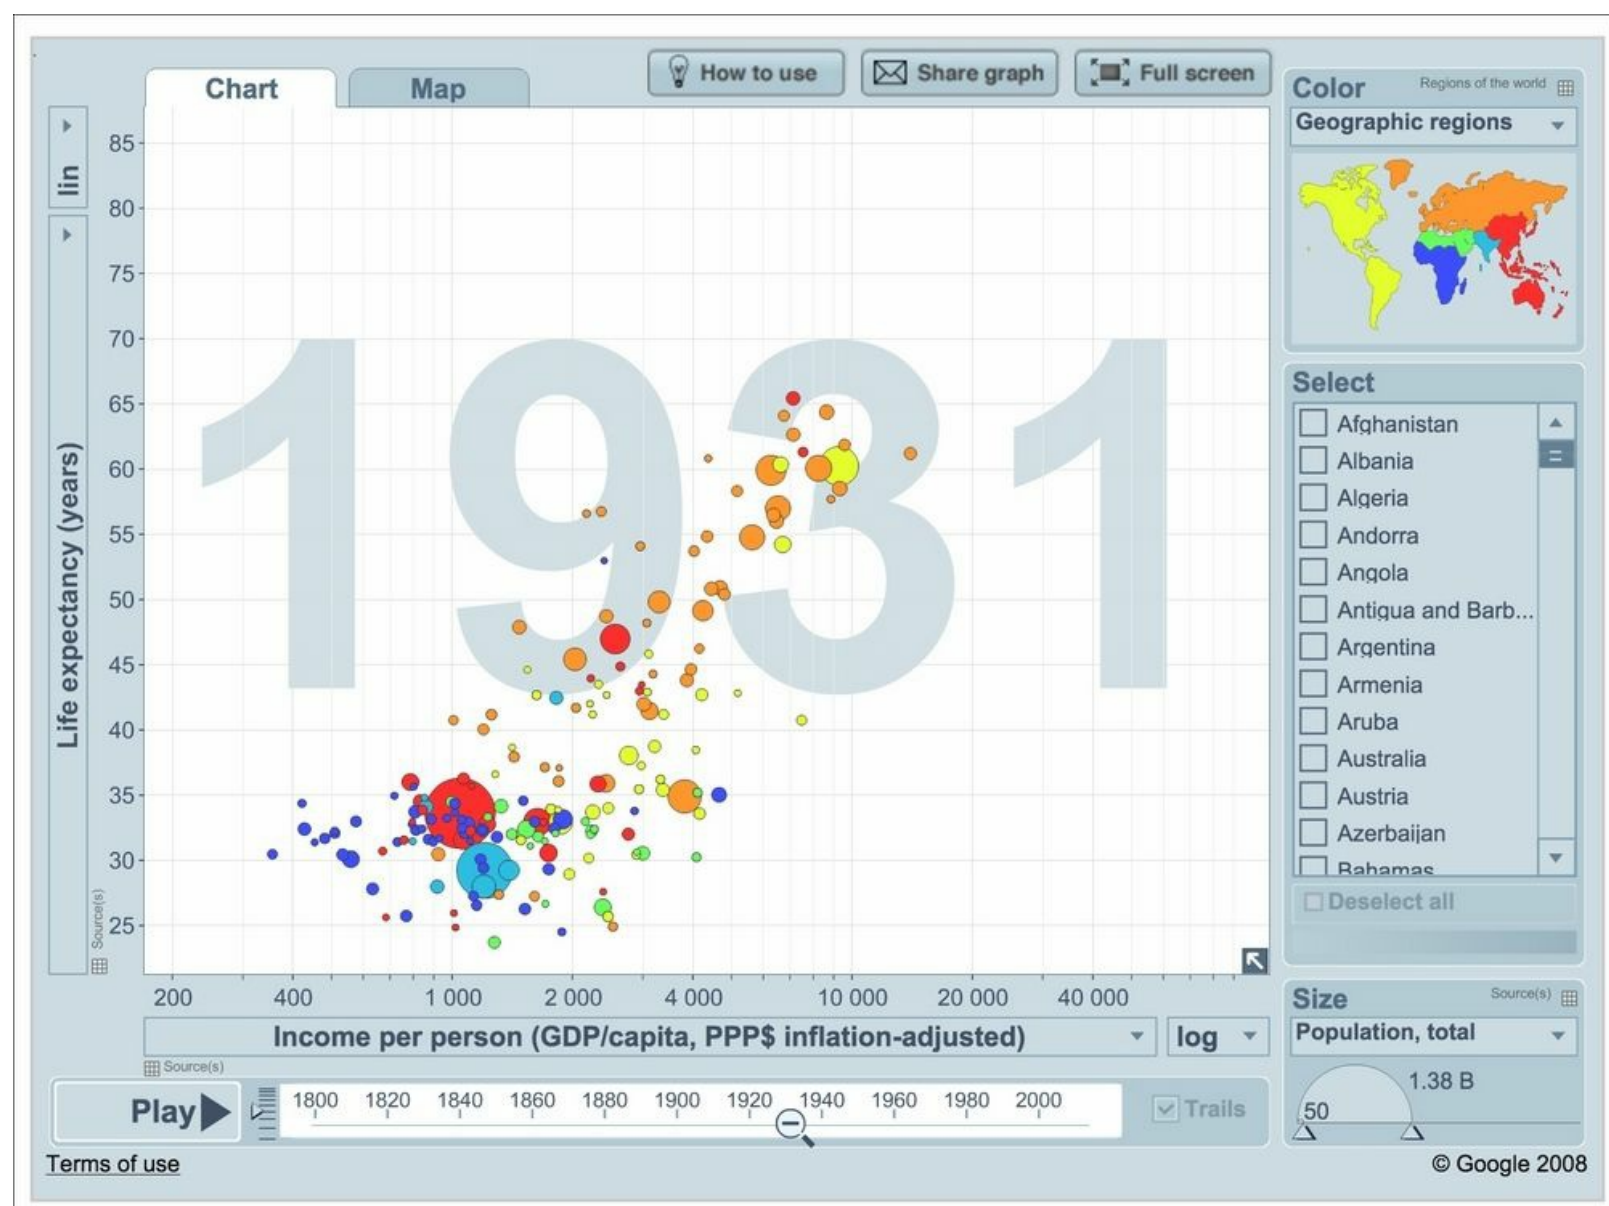 Chart
Map
How to use
Share graph
Full screen
Color
Regions of the world
Geographic regions
lin
Life expectancy (years)
Source(s)
85
80
75
70
65
60
55
50
45
40
35
30
25
1931
200
400
1 000
2 000
4 000
10 000
20 000
40 000
Income per person (GDP/capita, PPP$ inflation-adjusted)
log
Source(s)
Select
Afghanistan
Albania
Algeria
Andorra
Angola
Antigua and Barb...
Argentina
Armenia
Aruba
Australia
Austria
Azerbaijan
Bahamas
Deselect all
Size
Source(s)
Population, total
1.38 B
50
Play
1800
1820
1840
1860
1880
1900
1920
1940
1960
1980
2000
Trails
Terms of use
© Google 2008